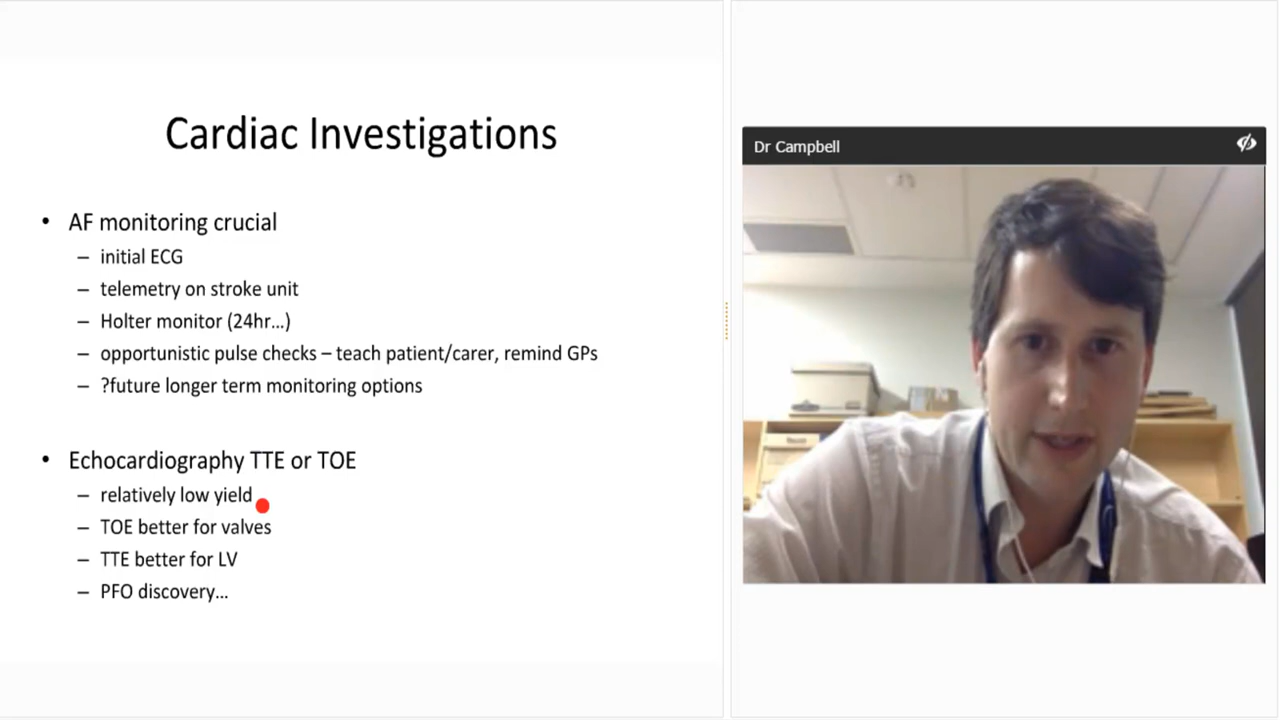 Cardiac Investigations
• AF monitoring crucial
– initial ECG
– telemetry on stroke unit
– Holter monitor (24hr...)
– opportunistic pulse checks – teach patient/carer, remind GPs
– ?future longer term monitoring options
• Echocardiography TTE or TOE
– relatively low yield
– TOE better for valves
– TTE better for LV
– PFO discovery...
Dr Campbell